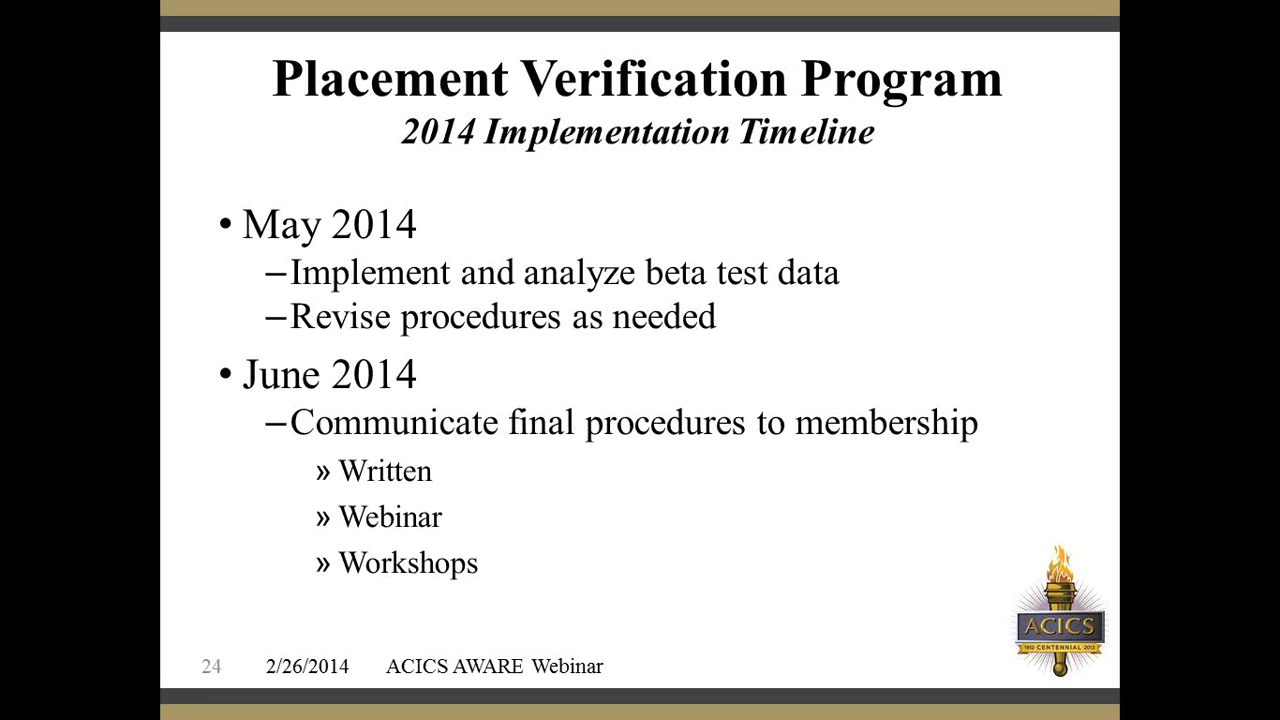 Placement Verification Program
2014 Implementation Timeline
• May 2014
–Implement and analyze beta test data
–Revise procedures as needed
• June 2014
–Communicate final procedures to membership
» Written
» Webinar
» Workshops
ACICS
1912 CENTENNIAL 2012
24 2/26/2014 ACICS AWARE Webinar